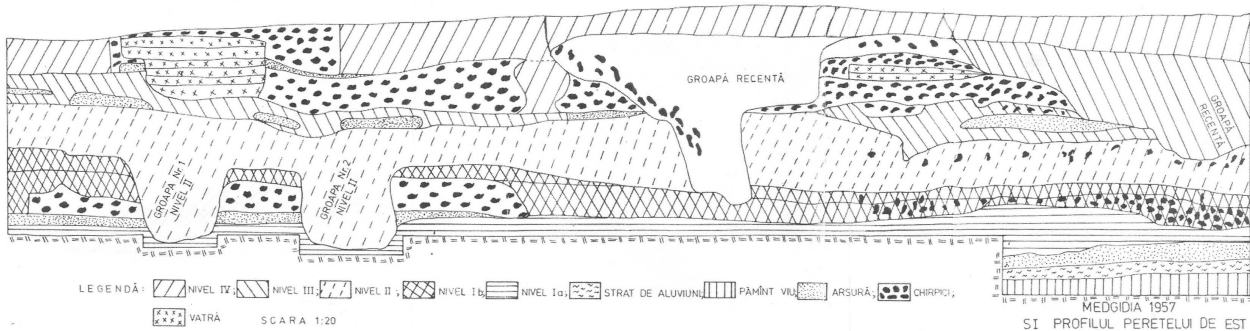 GROAPĂ RECENTĂ
GROAPĂ
RECENTĂ
GROAPA Nr. 1
NIVEL II
GROAPA Nr. 2
NIVEL II
LEGENDĂ: NIVEL IV; NIVEL III; NIVEL II; NIVEL Ib; NIVEL Ia; STRAT DE ALUVIUNI; PĂMÎNT VIU; ARSURĂ; CHIRPICI;
VATRĂ SCARA 1:20
MEDGIDIA 1957
SI PROFILUL PERETELUI DE EST